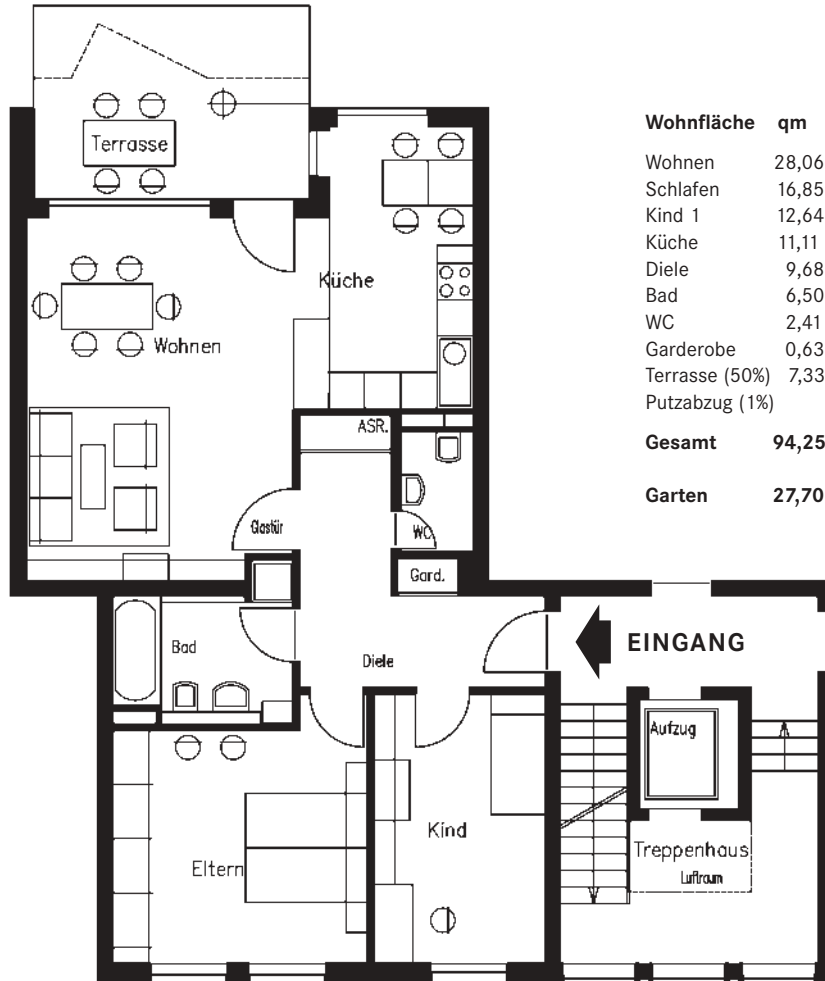 Terrasse
Küche
Wohnen
ASR.
Glastür
WC
Gard.
Bad
Diele
EINGANG
Aufzug
Kind
Eltern
Treppenhaus
Luftraum
Wohnfläche qm
Wohnen 28,06
Schlafen 16,85
Kind 1 12,64
Küche 11,11
Diele 9,68
Bad 6,50
WC 2,41
Garderobe 0,63
Terrasse (50%) 7,33
Putzabzug (1%)
Gesamt 94,25
Garten 27,70